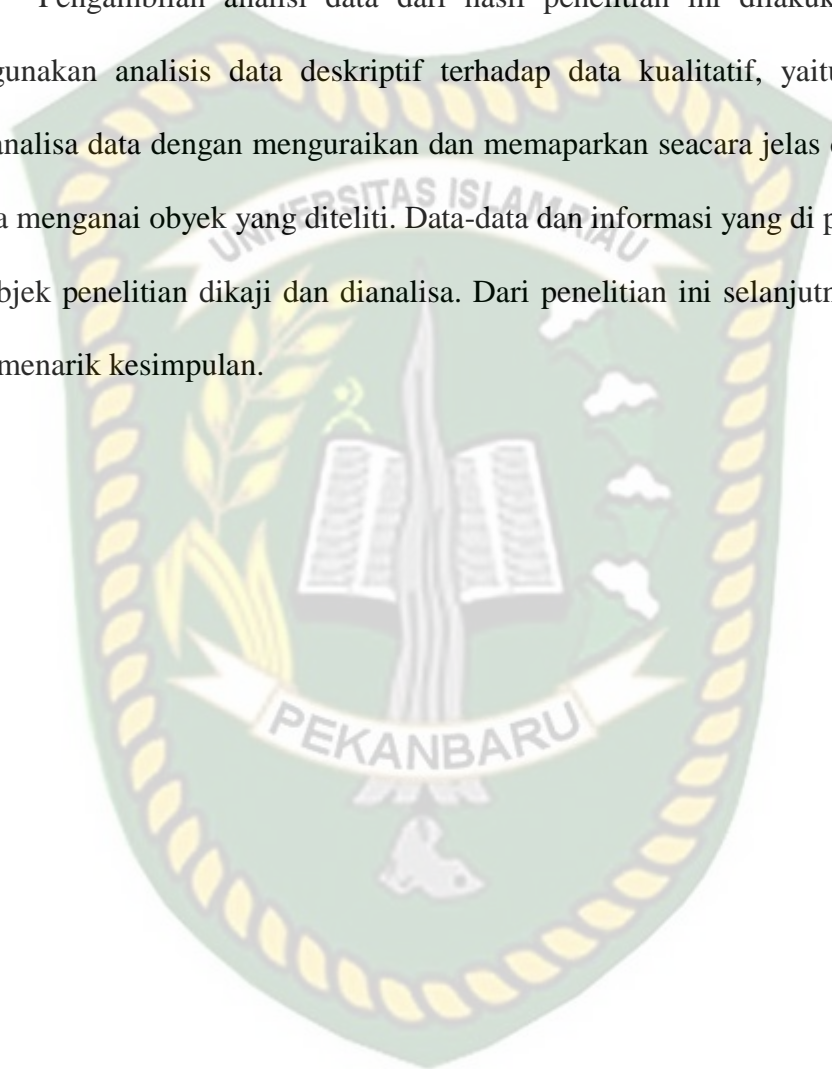 Pengambilan analisi data dari hasil penelitian ini dilakuk
gunakan analisis data deskriptif terhadap data kualitatif, yaitu
analisa data dengan menguraikan dan memaparkan seacara jelas
a menganai obyek yang diteliti. Data-data dan informasi yang di p
bjek penelitian dikaji dan dianalisa. Dari penelitian ini selanjutn
menarik kesimpulan.
UNIVERSITAS ISLAM RIAU
PEKANBARU